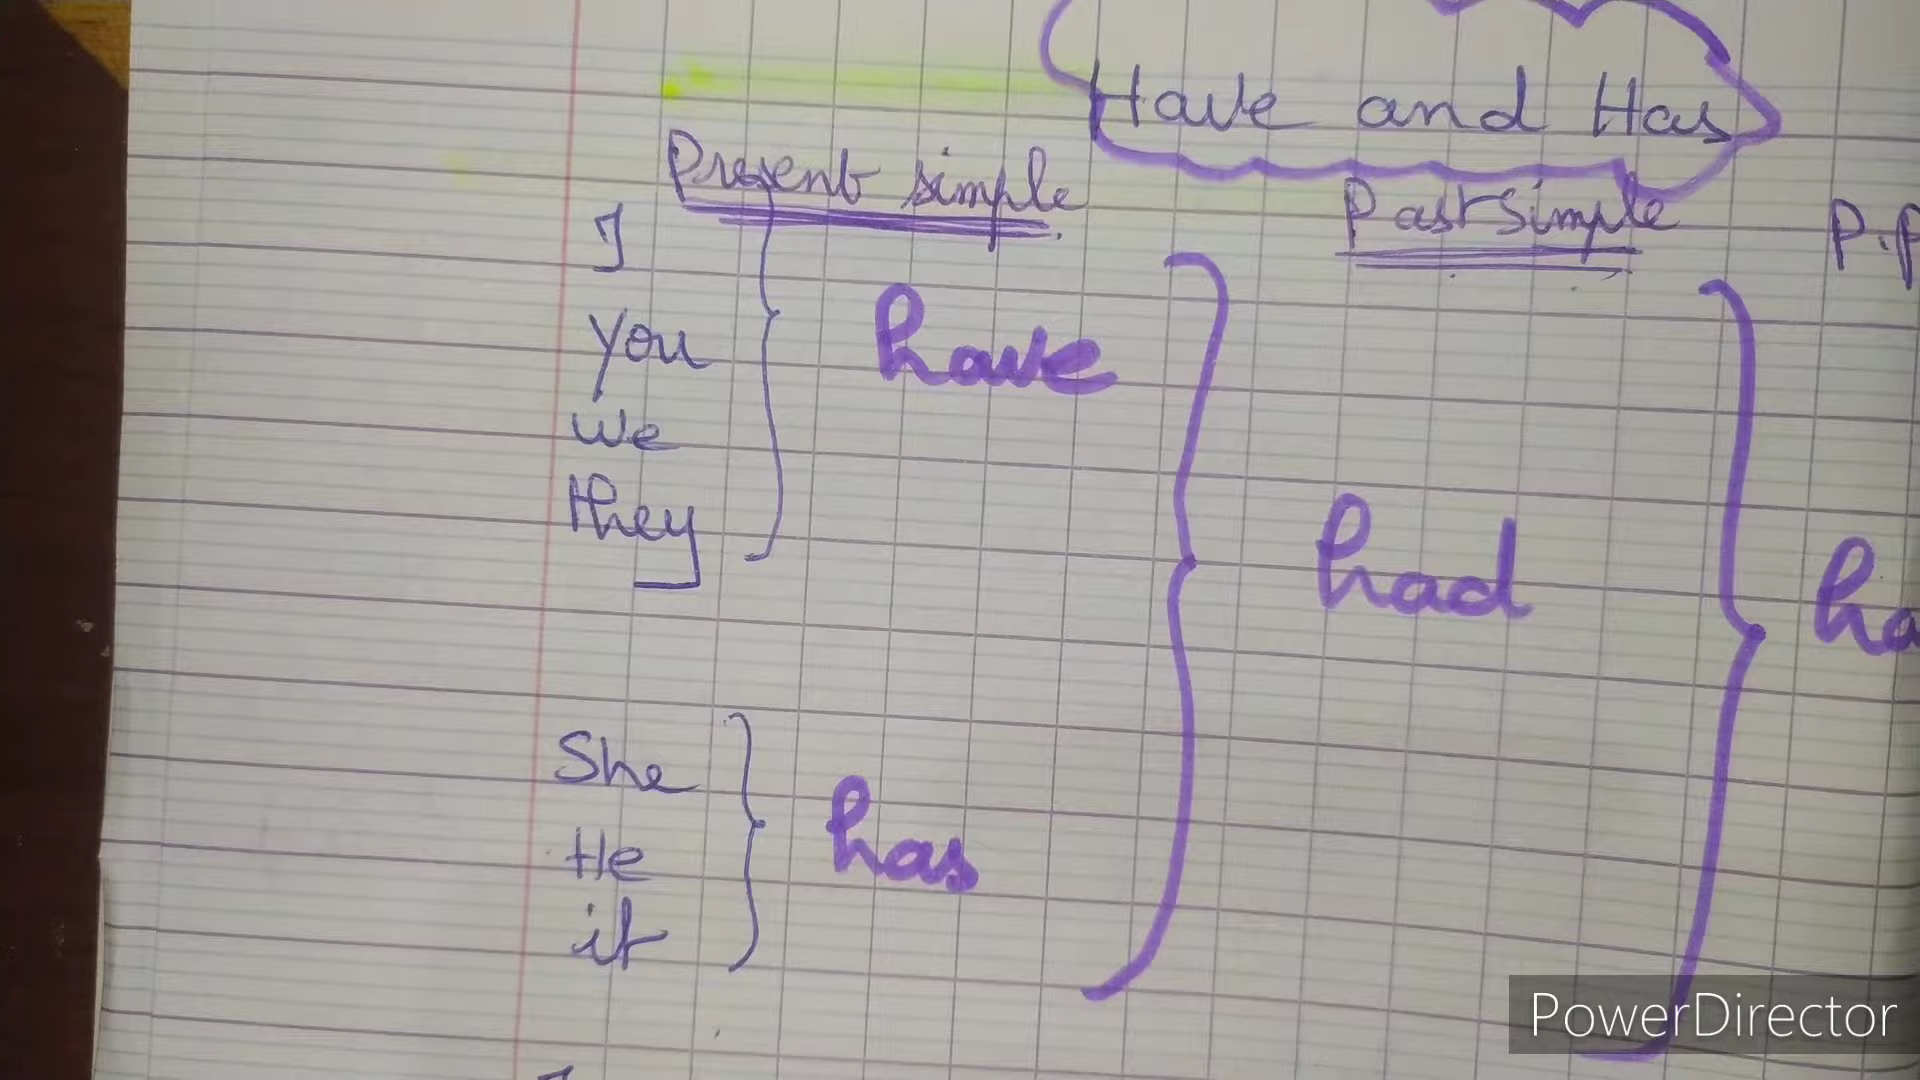 Have and Has
Present simple
Past simple
P.P
I
you
we
they
have
had
She
He
it
has
PowerDirector